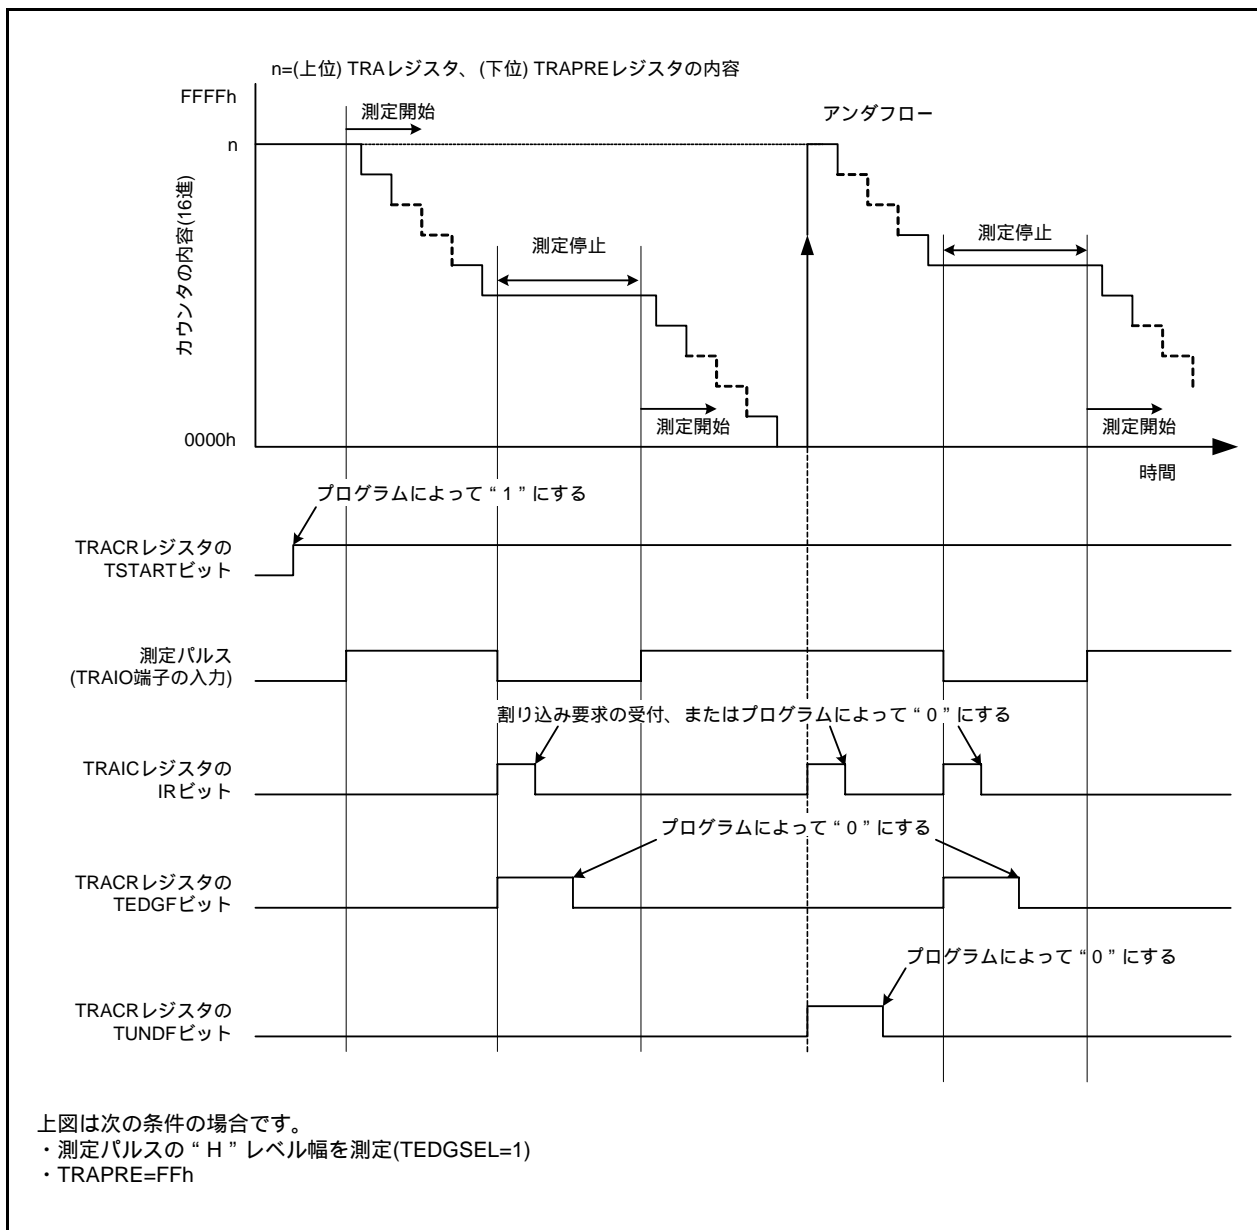 n=(上位) TRAレジスタ、(下位) TRAPREレジスタの内容
FFFFh
測定開始
アンダフロー
n
カウンタの内容(16進)
測定停止
測定停止
測定開始
測定開始
0000h
時間
プログラムによって“1”にする
TRACRレジスタの
TSTARTビット
測定パルス
(TRAIO端子の入力)
割り込み要求の受付、またはプログラムによって“0”にする
TRAICレジスタの
IRビット
プログラムによって“0”にする
TRACRレジスタの
TEDGFビット
プログラムによって“0”にする
TRACRレジスタの
TUNDFビット
上図は次の条件の場合です。
・測定パルスの“H”レベル幅を測定(TEDGSEL=1)
・TRAPRE=FFh